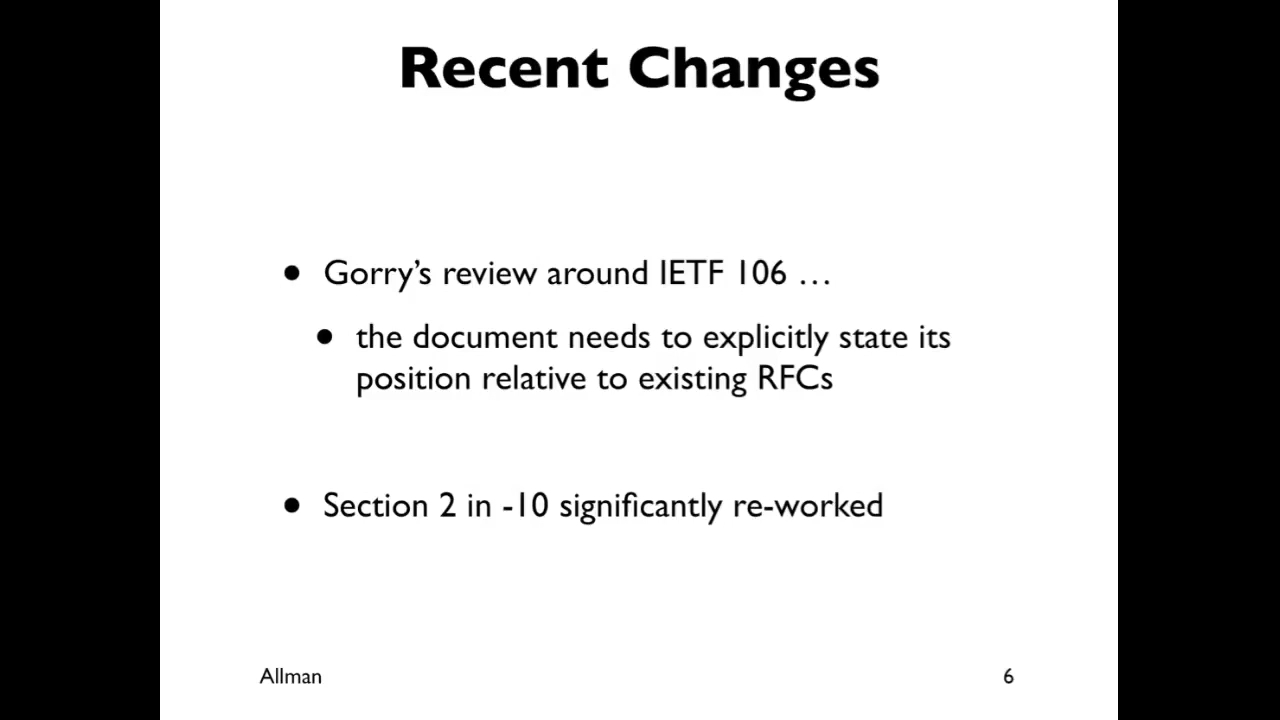 Recent Changes
• Gorry’s review around IETF 106 …
• the document needs to explicitly state its
position relative to existing RFCs
• Section 2 in -10 significantly re-worked
Allman
6